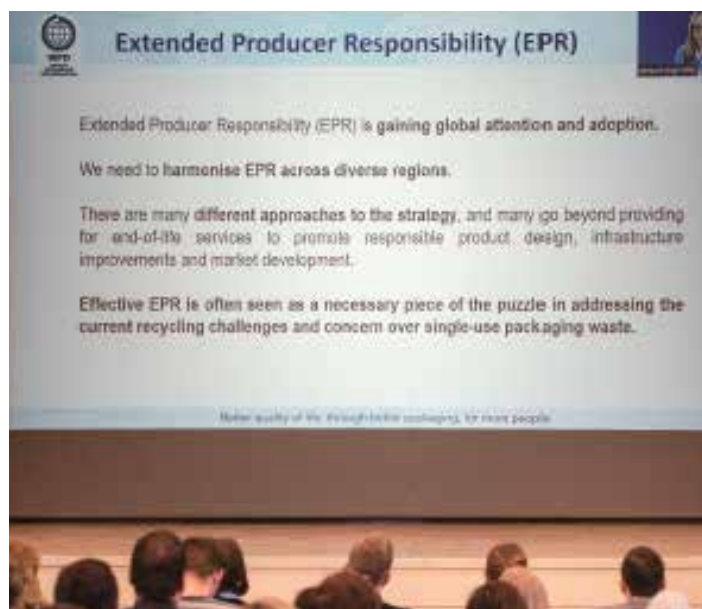 Extended Producer Responsibility (EPR)
Extended Producer Responsibility (EPR) is gaining global attention and adoption.
We need to harmonise EPR across diverse regions.
There are many different approaches to the strategy, and many go beyond providing
for end-of-life services to promote responsible product design, infrastructure
improvements and market development.
Effective EPR is often seen as a necessary piece of the puzzle in addressing the
current recycling challenges and concern over single-use packaging waste.
Better quality of life through better packaging, for more people